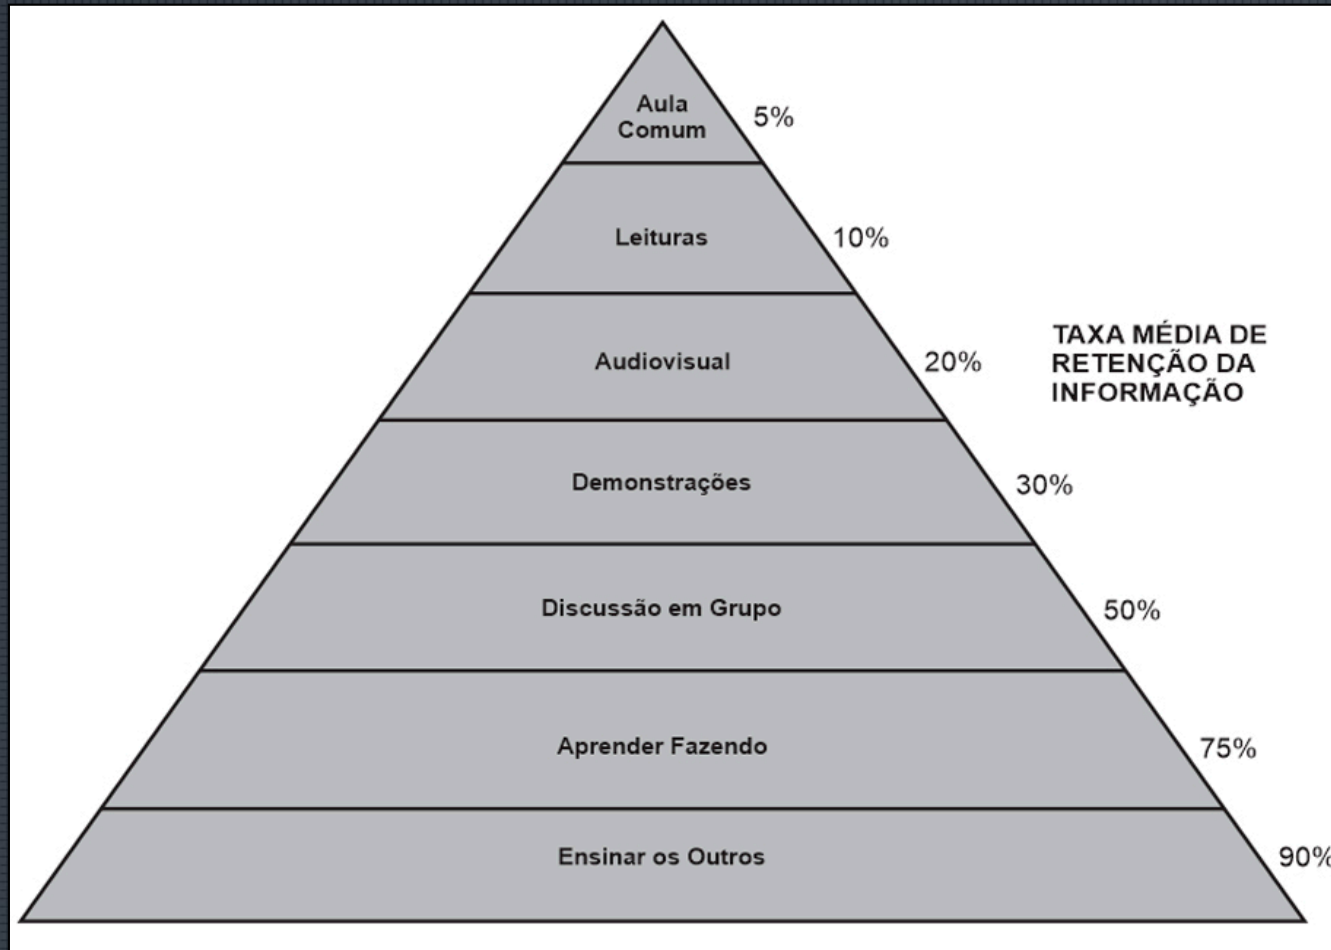 Aula
Comum
5%
Leituras
10%
Audiovisual
20%
TAXA MÉDIA DE
RETENÇÃO DA
INFORMAÇÃO
Demonstrações
30%
Discussão em Grupo
50%
Aprender Fazendo
75%
Ensinar os Outros
90%